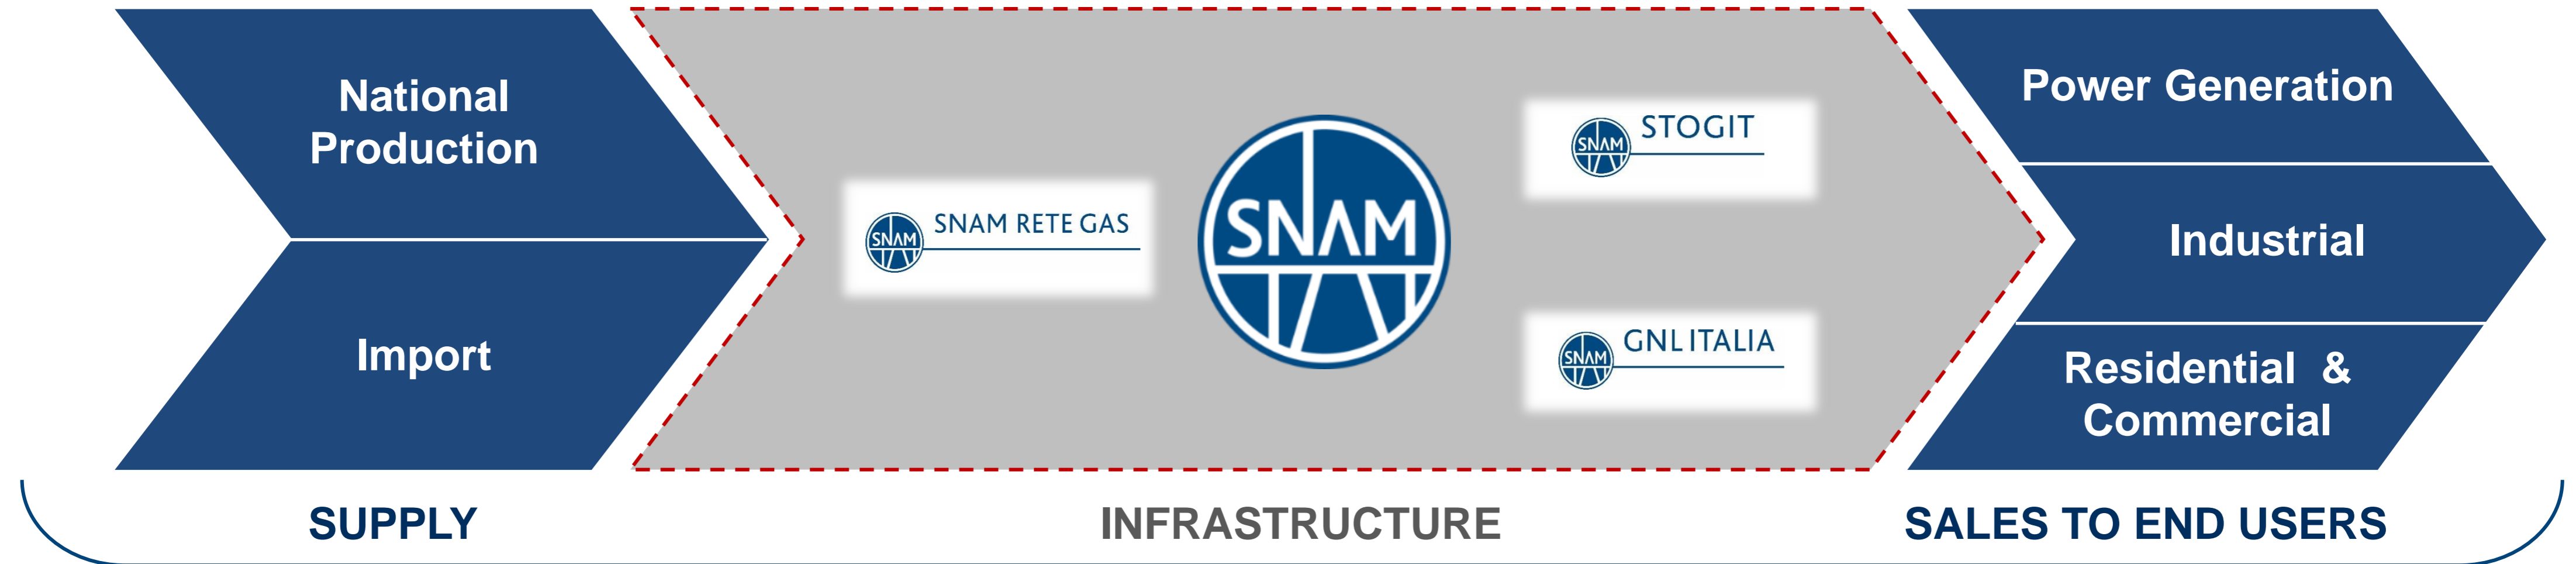 National
Production
Import
SUPPLY
SNAM SNAM RETE GAS
SNAM
SNAM STOGIT
SNAM GNL ITALIA
INFRASTRUCTURE
Power Generation
Industrial
Residential &
Commercial
SALES TO END USERS